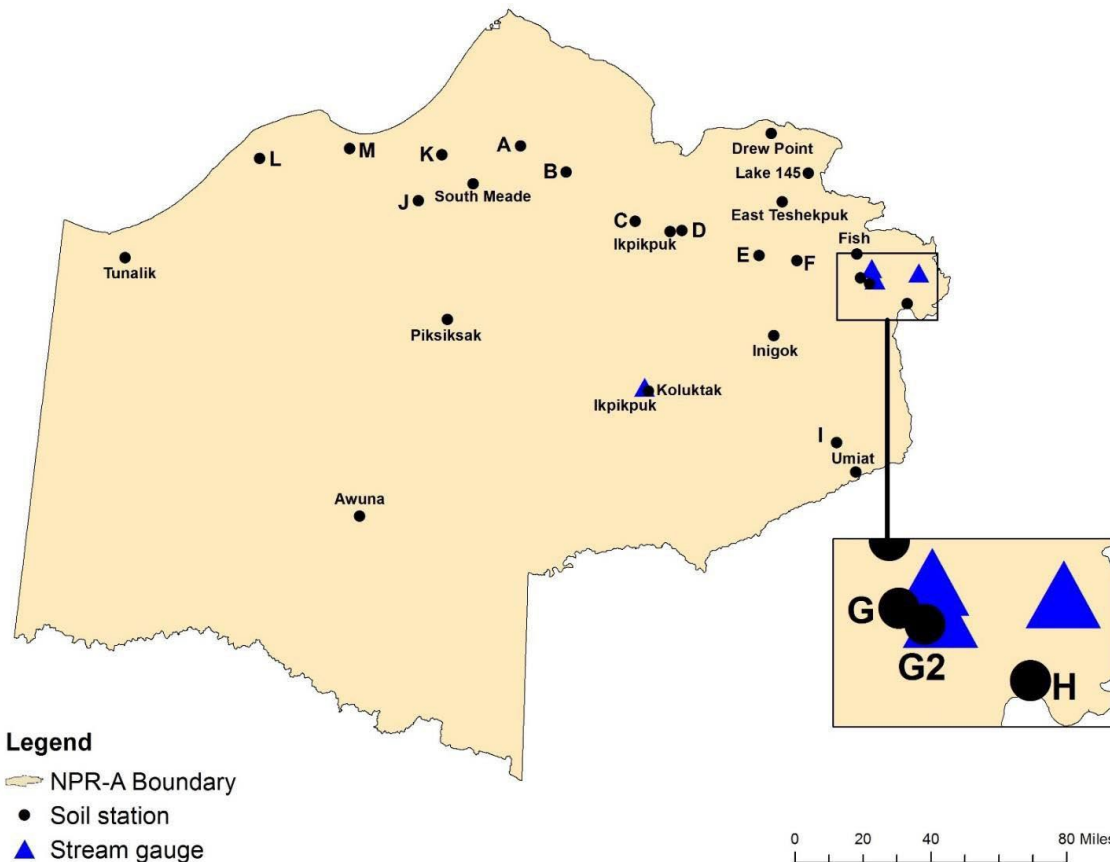 Drew Point
A
M
K
L
Lake 145
B
South Meade
J
East Teshekpuk
C
D
Ikpikpuk
Fish
E
F
Tunalik
Piksiksak
Inigok
Koluktak
Ikpikpuk
I
Umiat
Awuna
G
G2
H
Legend
NPR-A Boundary
Soil station
Stream gauge
0 20 40 80 Miles